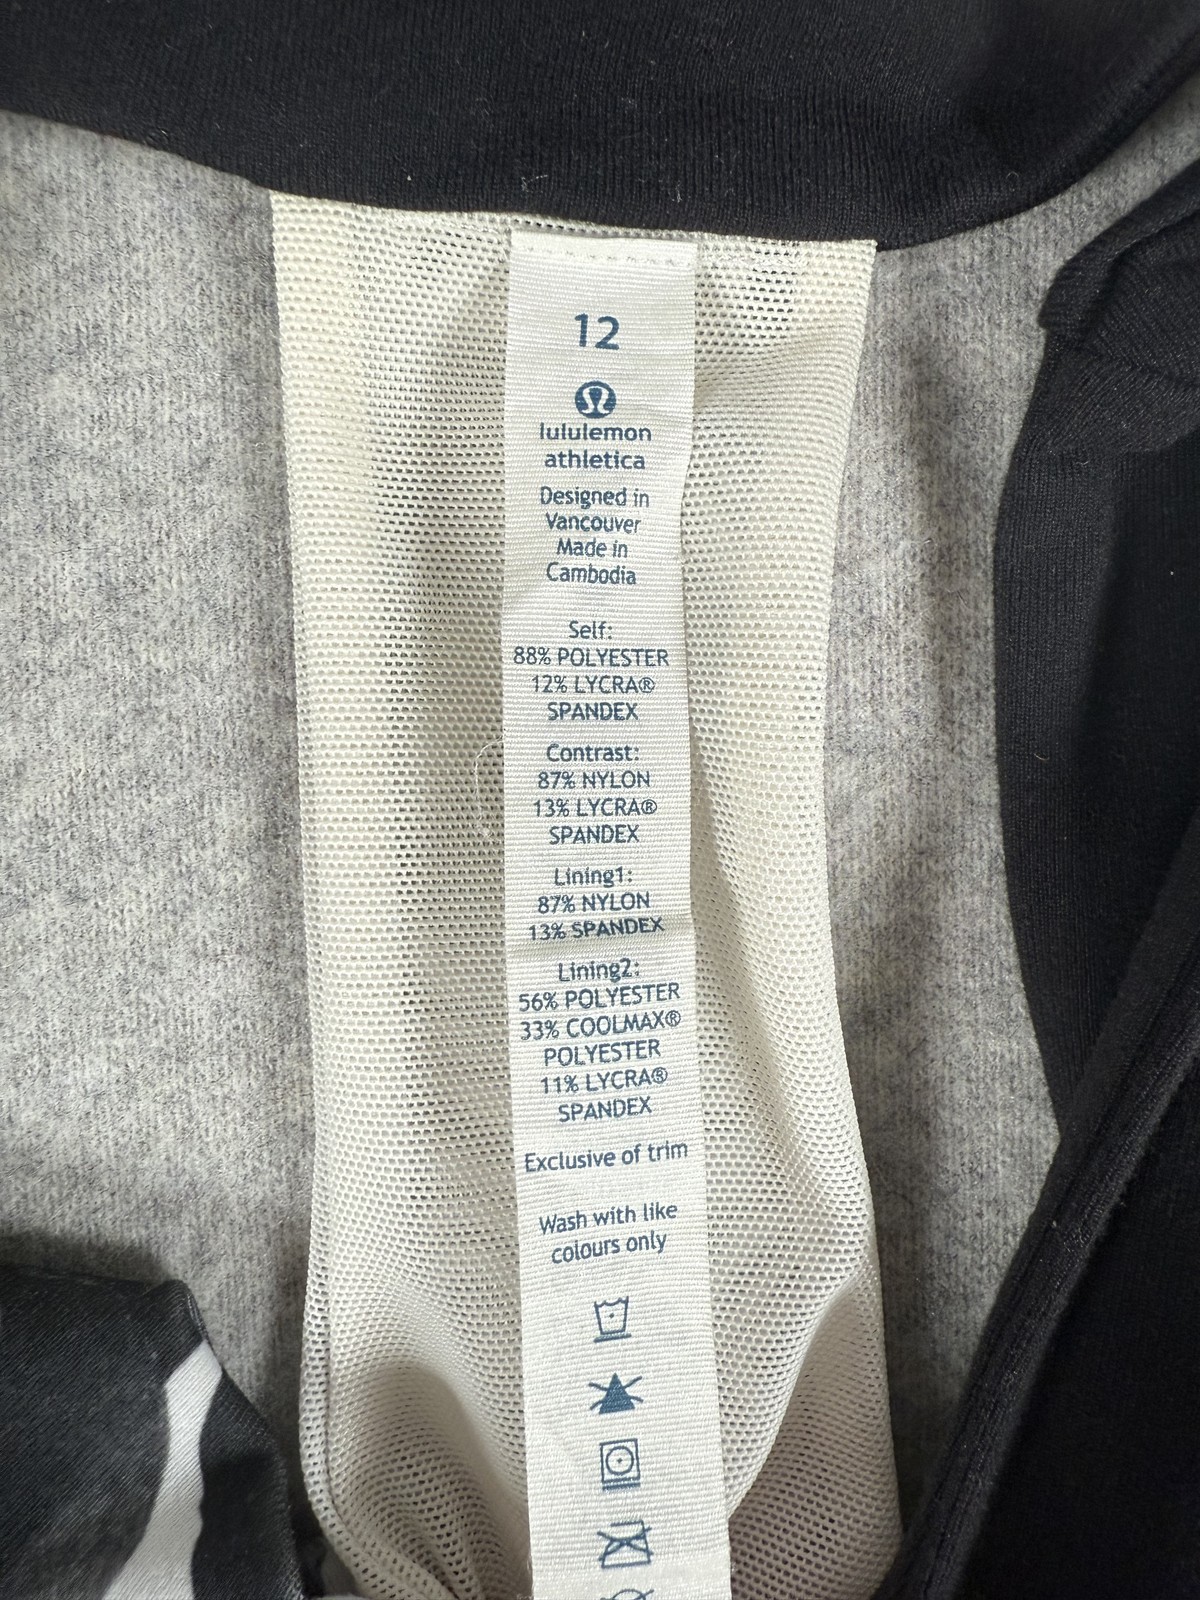 12
lululemon
athletica
Designed in
Vancouver
Made in
Cambodia
Self:
88% POLYESTER
12% LYCRA®
SPANDEX
Contrast:
87% NYLON
13% LYCRA®
SPANDEX
Lining1:
87% NYLON
13% SPANDEX
Lining2:
56% POLYESTER
33% COOLMAX®
POLYESTER
11% LYCRA®
SPANDEX
Exclusive of trim
Wash with like
colours only